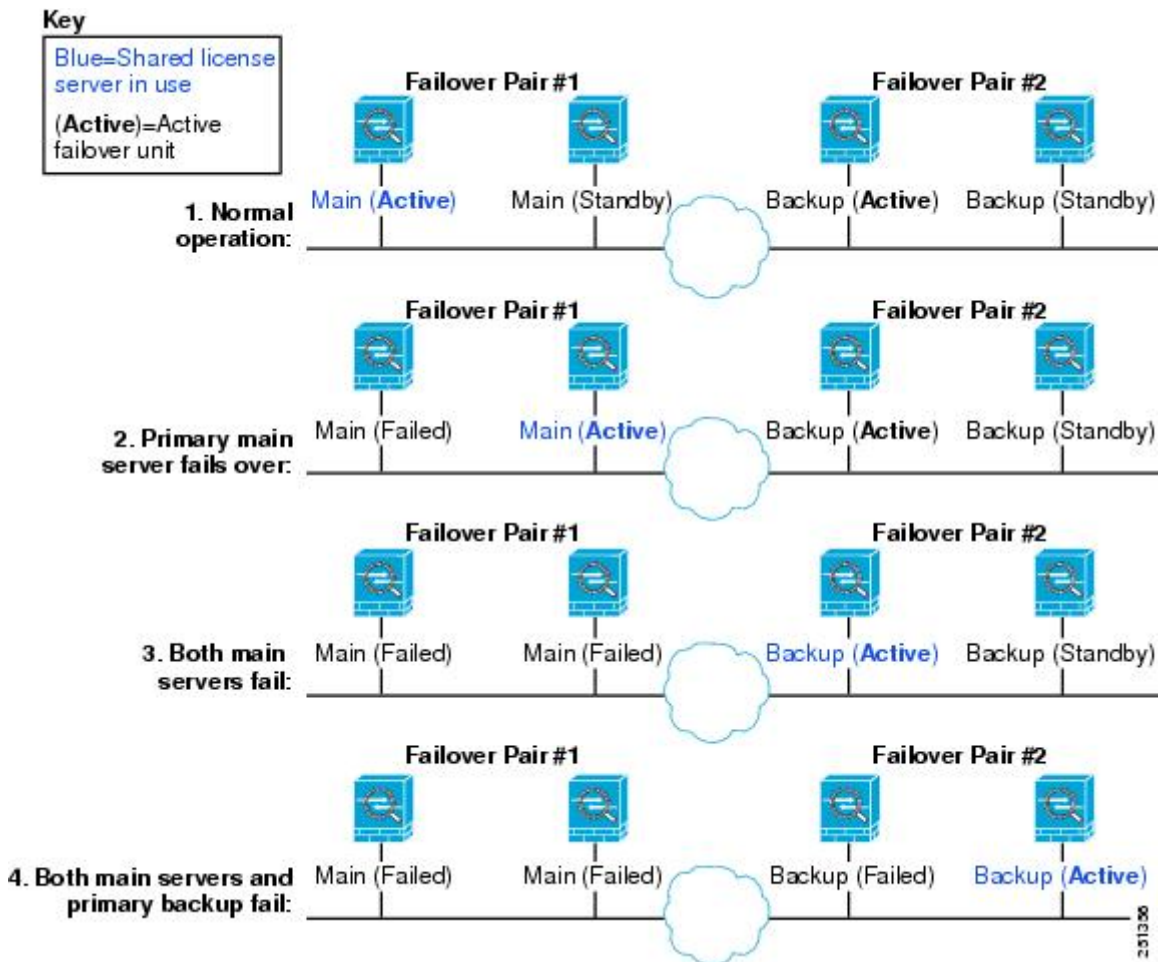 Key
Blue=Shared license
server in use
(Active)=Active
failover unit
Failover Pair #1
Failover Pair #2
1. Normal
operation:
Main (Active)
Main (Standby)
Backup (Active)
Backup (Standby)
Failover Pair #1
Failover Pair #2
2. Primary main
server fails over:
Main (Failed)
Main (Active)
Backup (Active)
Backup (Standby)
Failover Pair #1
Failover Pair #2
3. Both main
servers fail:
Main (Failed)
Main (Failed)
Backup (Active)
Backup (Standby)
Failover Pair #1
Failover Pair #2
4. Both main servers and
primary backup fail:
Main (Failed)
Main (Failed)
Backup (Failed)
Backup (Active)
251356